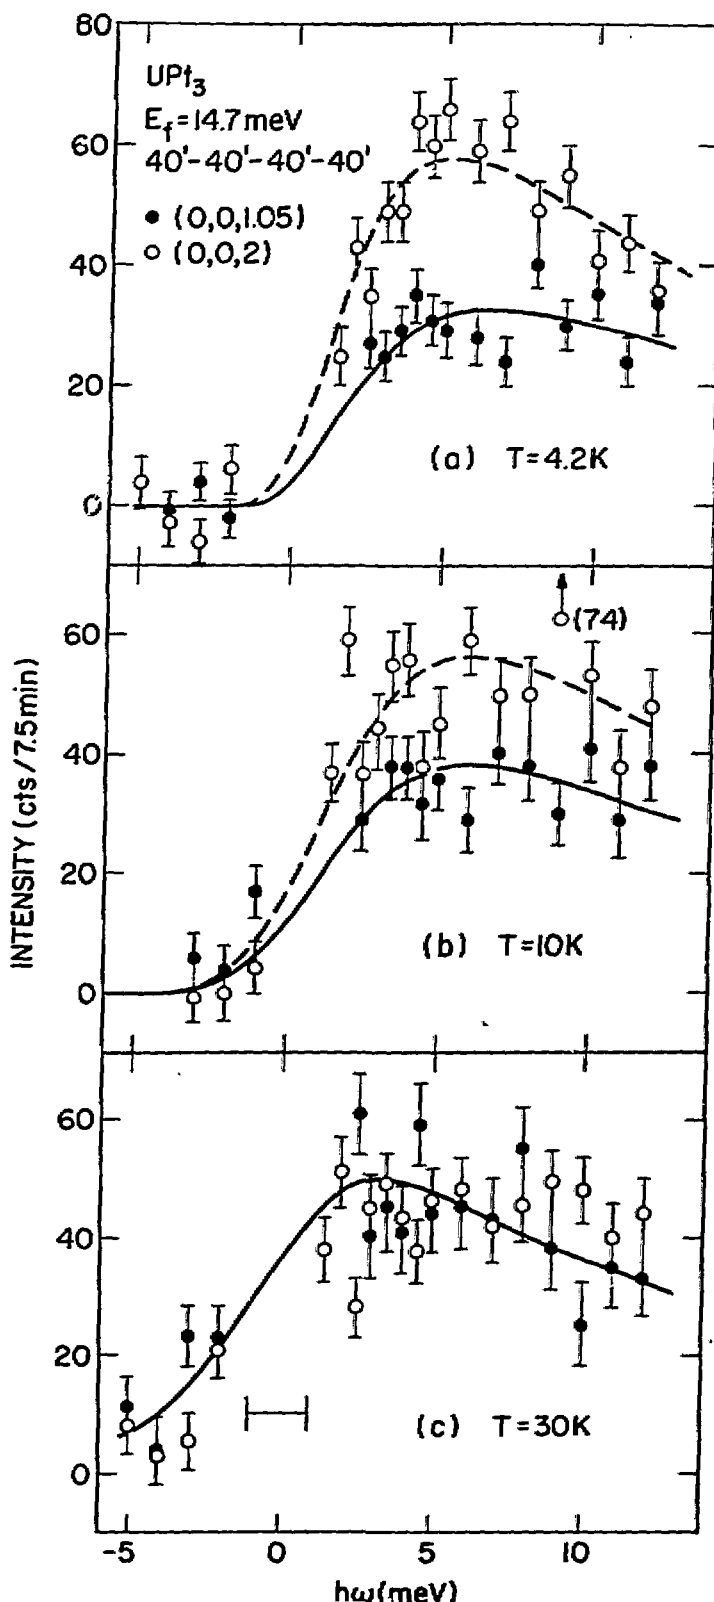 80
UPt₃
E_f=14.7meV
60
40'-40'-40'-40'
● (0,0,1.05)
○ (0,0,2)
40
20
(a) T=4.2K
0
(74)
60
40
20
(b) T=10K
0
INTENSITY (cts/7.5min)
60
40
20
(c) T=30K
0
-5 0 5 10
hω(meV)